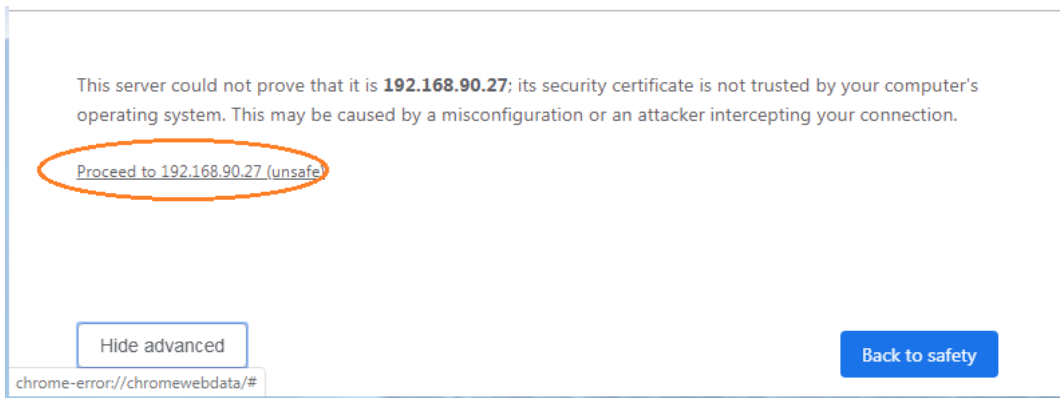 This server could not prove that it is 192.168.90.27; its security certificate is not trusted by your computer's
operating system. This may be caused by a misconfiguration or an attacker intercepting your connection.
Proceed to 192.168.90.27 (unsafe)
Hide advanced
Back to safety
chrome-error://chromewebdata/#